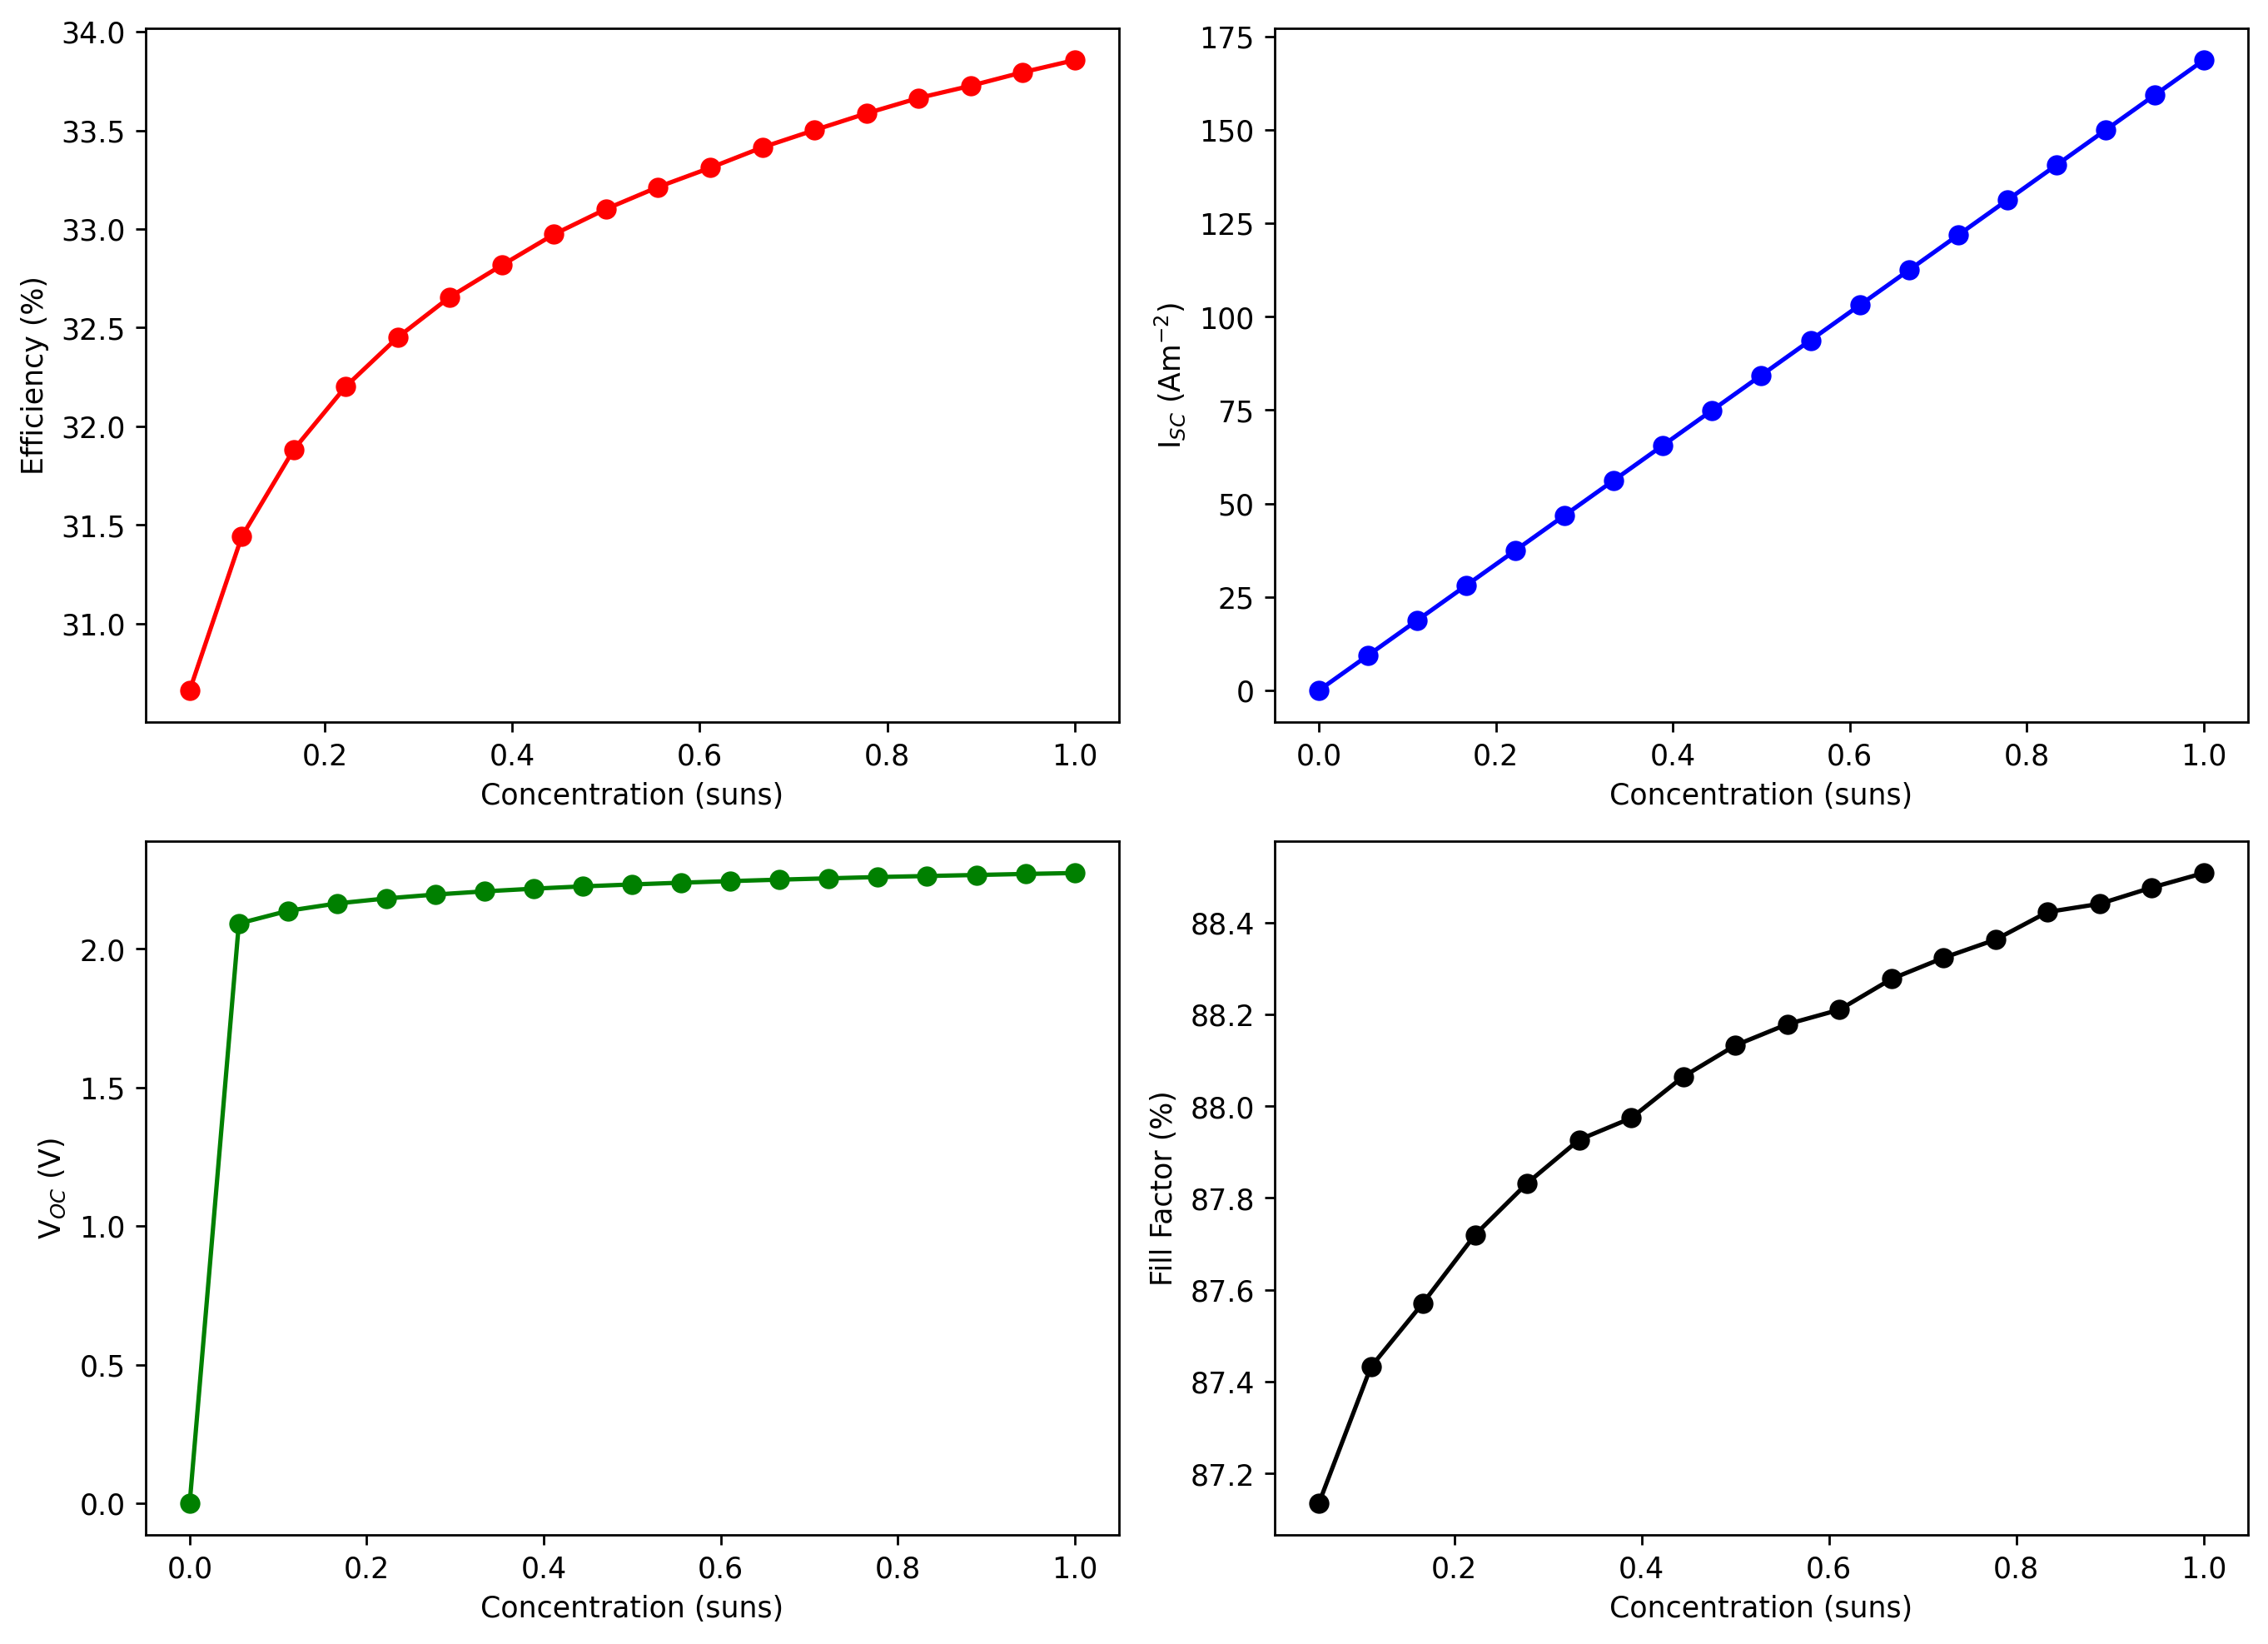 34.0
33.5
33.0
32.5
32.0
31.5
31.0
Efficiency (%)
0.2 0.4 0.6 0.8 1.0
Concentration (suns)
175
150
125
100
75
50
25
0
I$_{SC}$ (Am$^{-2}$)
0.0 0.2 0.4 0.6 0.8 1.0
Concentration (suns)
2.0
1.5
1.0
0.5
0.0
V$_{OC}$ (V)
0.0 0.2 0.4 0.6 0.8 1.0
Concentration (suns)
88.4
88.2
88.0
87.8
87.6
87.4
87.2
Fill Factor (%)
0.2 0.4 0.6 0.8 1.0
Concentration (suns)